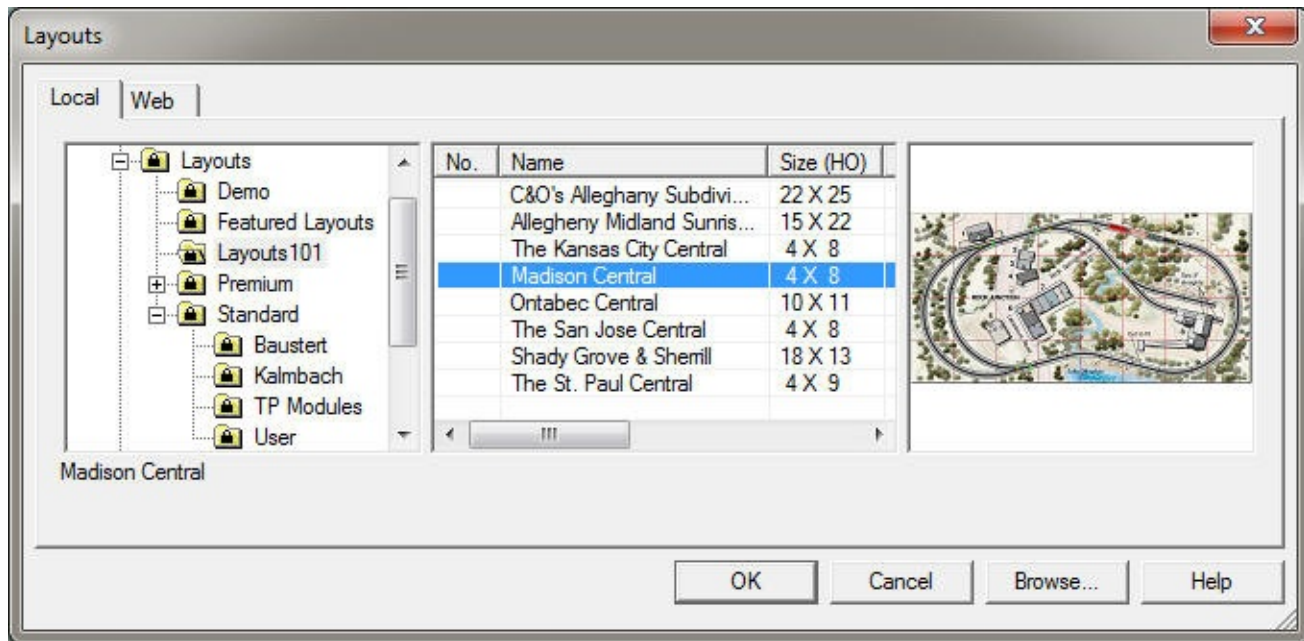 Layouts
Local
Web
Layouts
Demo
Featured Layouts
Layouts101
Premium
Standard
Baustert
Kalmbach
TP Modules
User
No. Name Size (HO)
C&O's Alleghany Subdivi... 22 X 25
Allegheny Midland Sunris... 15 X 22
The Kansas City Central 4 X 8
Madison Central 4 X 8
Ontabec Central 10 X 11
The San Jose Central 4 X 8
Shady Grove & Sherrill 18 X 13
The St. Paul Central 4 X 9
Madison Central
OK
Cancel
Browse...
Help